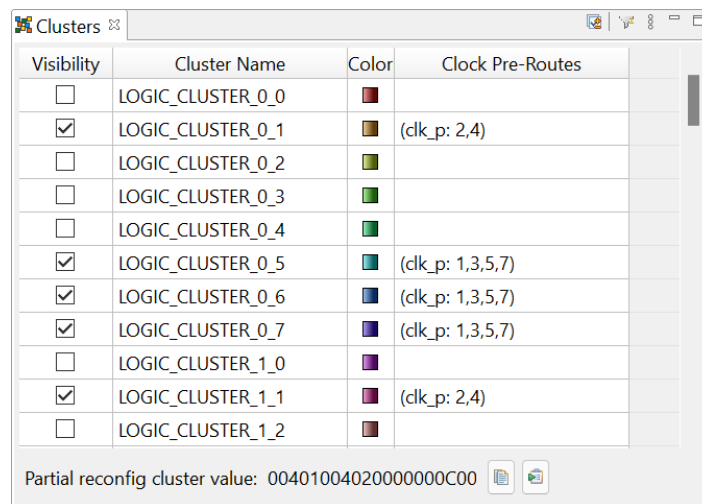 Clusters
Visibility Cluster Name Color Clock Pre-Routes
LOGIC_CLUSTER_0_0
LOGIC_CLUSTER_0_1 (clk_p: 2,4)
LOGIC_CLUSTER_0_2
LOGIC_CLUSTER_0_3
LOGIC_CLUSTER_0_4
LOGIC_CLUSTER_0_5 (clk_p: 1,3,5,7)
LOGIC_CLUSTER_0_6 (clk_p: 1,3,5,7)
LOGIC_CLUSTER_0_7 (clk_p: 1,3,5,7)
LOGIC_CLUSTER_1_0
LOGIC_CLUSTER_1_1 (clk_p: 2,4)
LOGIC_CLUSTER_1_2
Partial reconfig cluster value: 00401004020000000C00